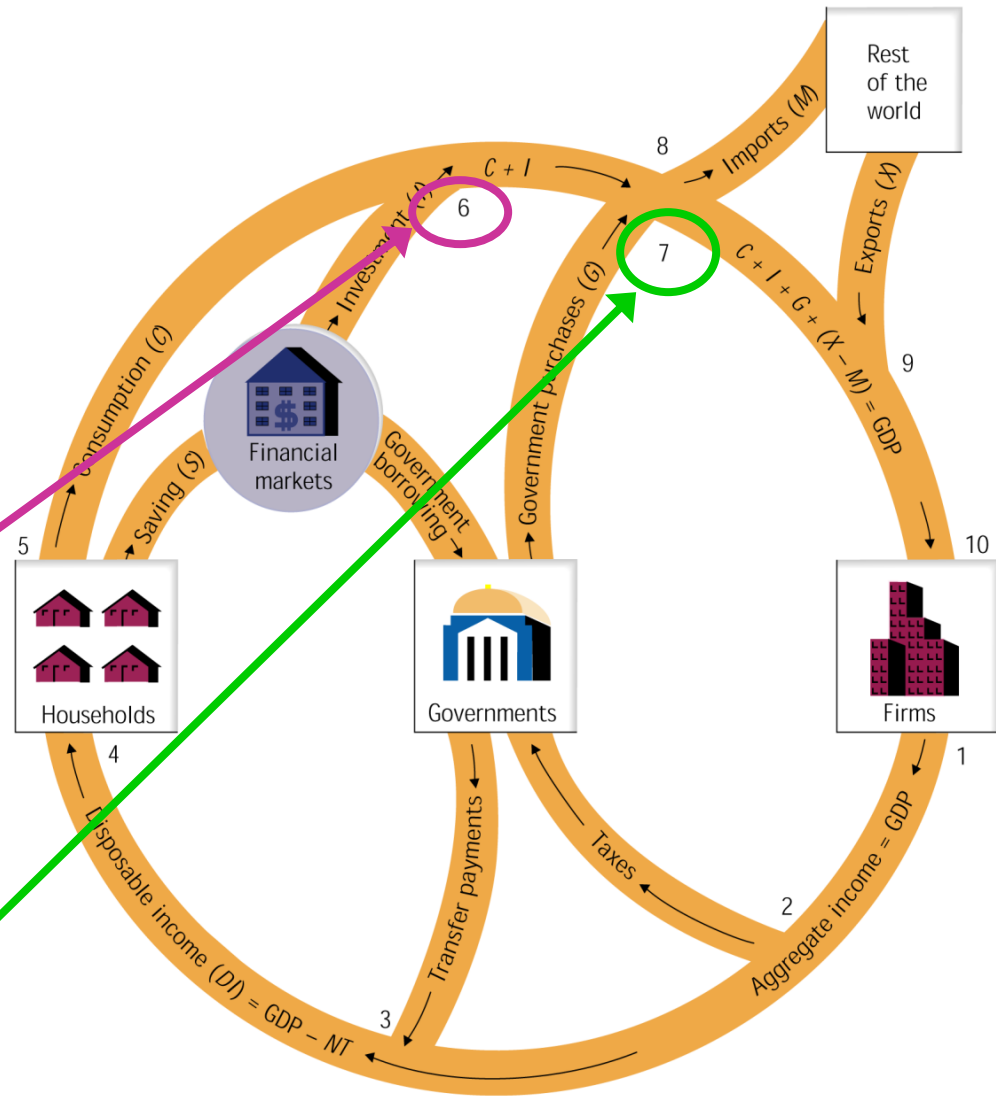 Rest
of the
world
8
Imports (M)
C + I
Investment (I)
6
7
Exports (X)
C + I + G + (X – M) = GDP
9
Government purchases (G)
Consumption (C)
$
Financial
markets
Saving (S)
Government
borrowing
5
10
Households
Governments
Firms
4
1
Disposable income (DI) = GDP – NT
Transfer payments
Taxes
2
Aggregate income = GDP
3